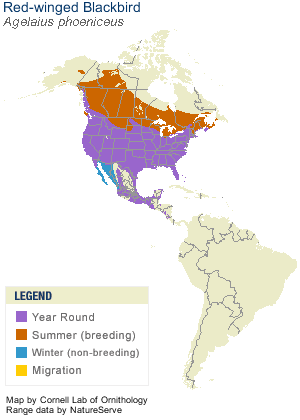 Red-winged Blackbird
Agelaius phoeniceus
LEGEND
Year Round
Summer (breeding)
Winter (non-breeding)
Migration
Map by Cornell Lab of Ornithology
Range data by NatureServe